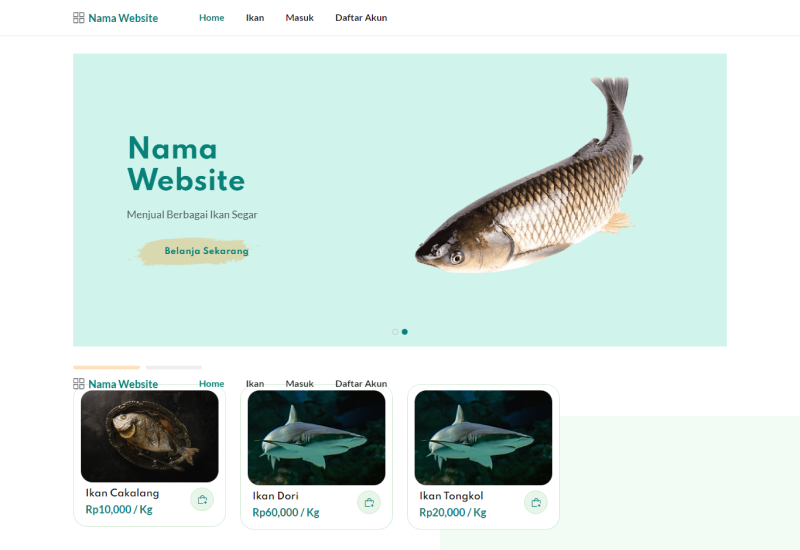 Nama Website Home Ikan Masuk Daftar Akun
Nama
Website
Menjual Berbagai Ikan Segar
Belanja Sekarang
Nama Website Home Ikan Masuk Daftar Akun
Ikan Cakalang
Rp10,000 / Kg
Ikan Dori
Rp60,000 / Kg
Ikan Tongkol
Rp20,000 / Kg